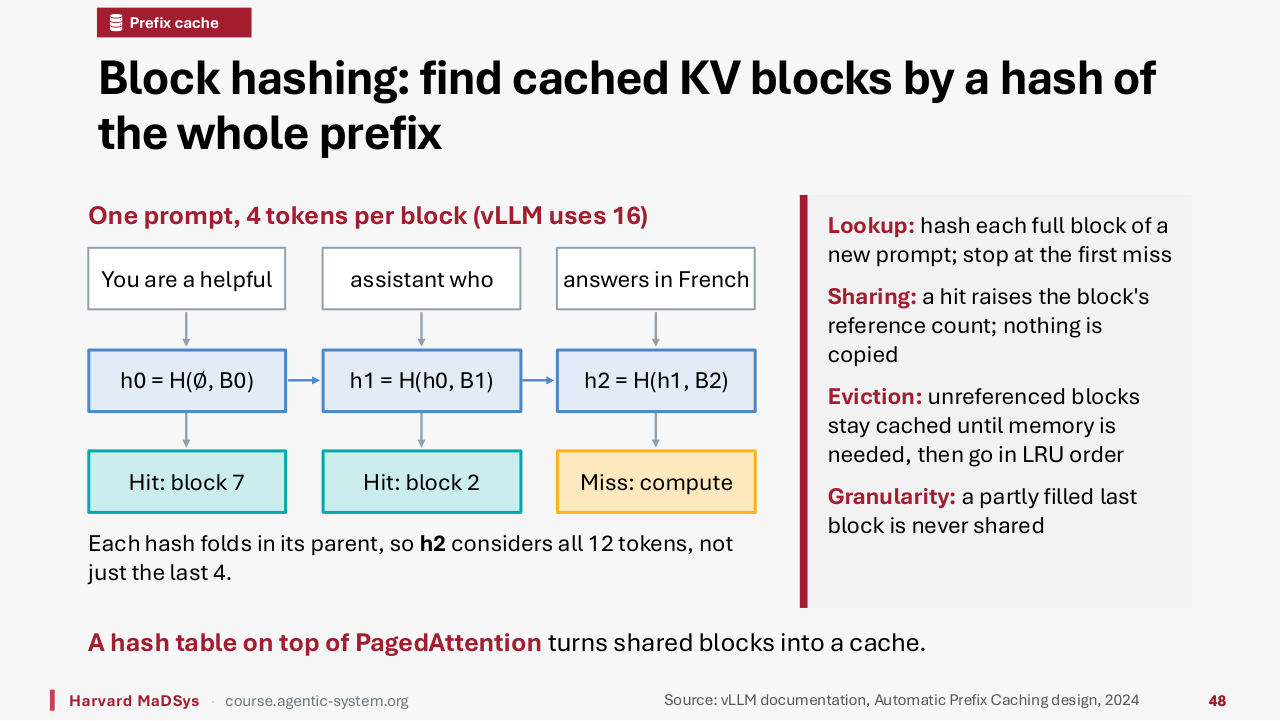 Prefix cache
Block hashing: find cached KV blocks by a hash of
the whole prefix
One prompt, 4 tokens per block (vLLM uses 16)
You are a helpful
assistant who
answers in French
h0 = H(∅, B0)
h1 = H(h0, B1)
h2 = H(h1, B2)
Hit: block 7
Hit: block 2
Miss: compute
Each hash folds in its parent, so h2 considers all 12 tokens, not
just the last 4.
Lookup: hash each full block of a
new prompt; stop at the first miss
Sharing: a hit raises the block's
reference count; nothing is
copied
Eviction: unreferenced blocks
stay cached until memory is
needed, then go in LRU order
Granularity: a partly filled last
block is never shared
A hash table on top of PagedAttention turns shared blocks into a cache.
Harvard MaDSys · course.agentic-system.org
Source: vLLM documentation, Automatic Prefix Caching design, 2024
48